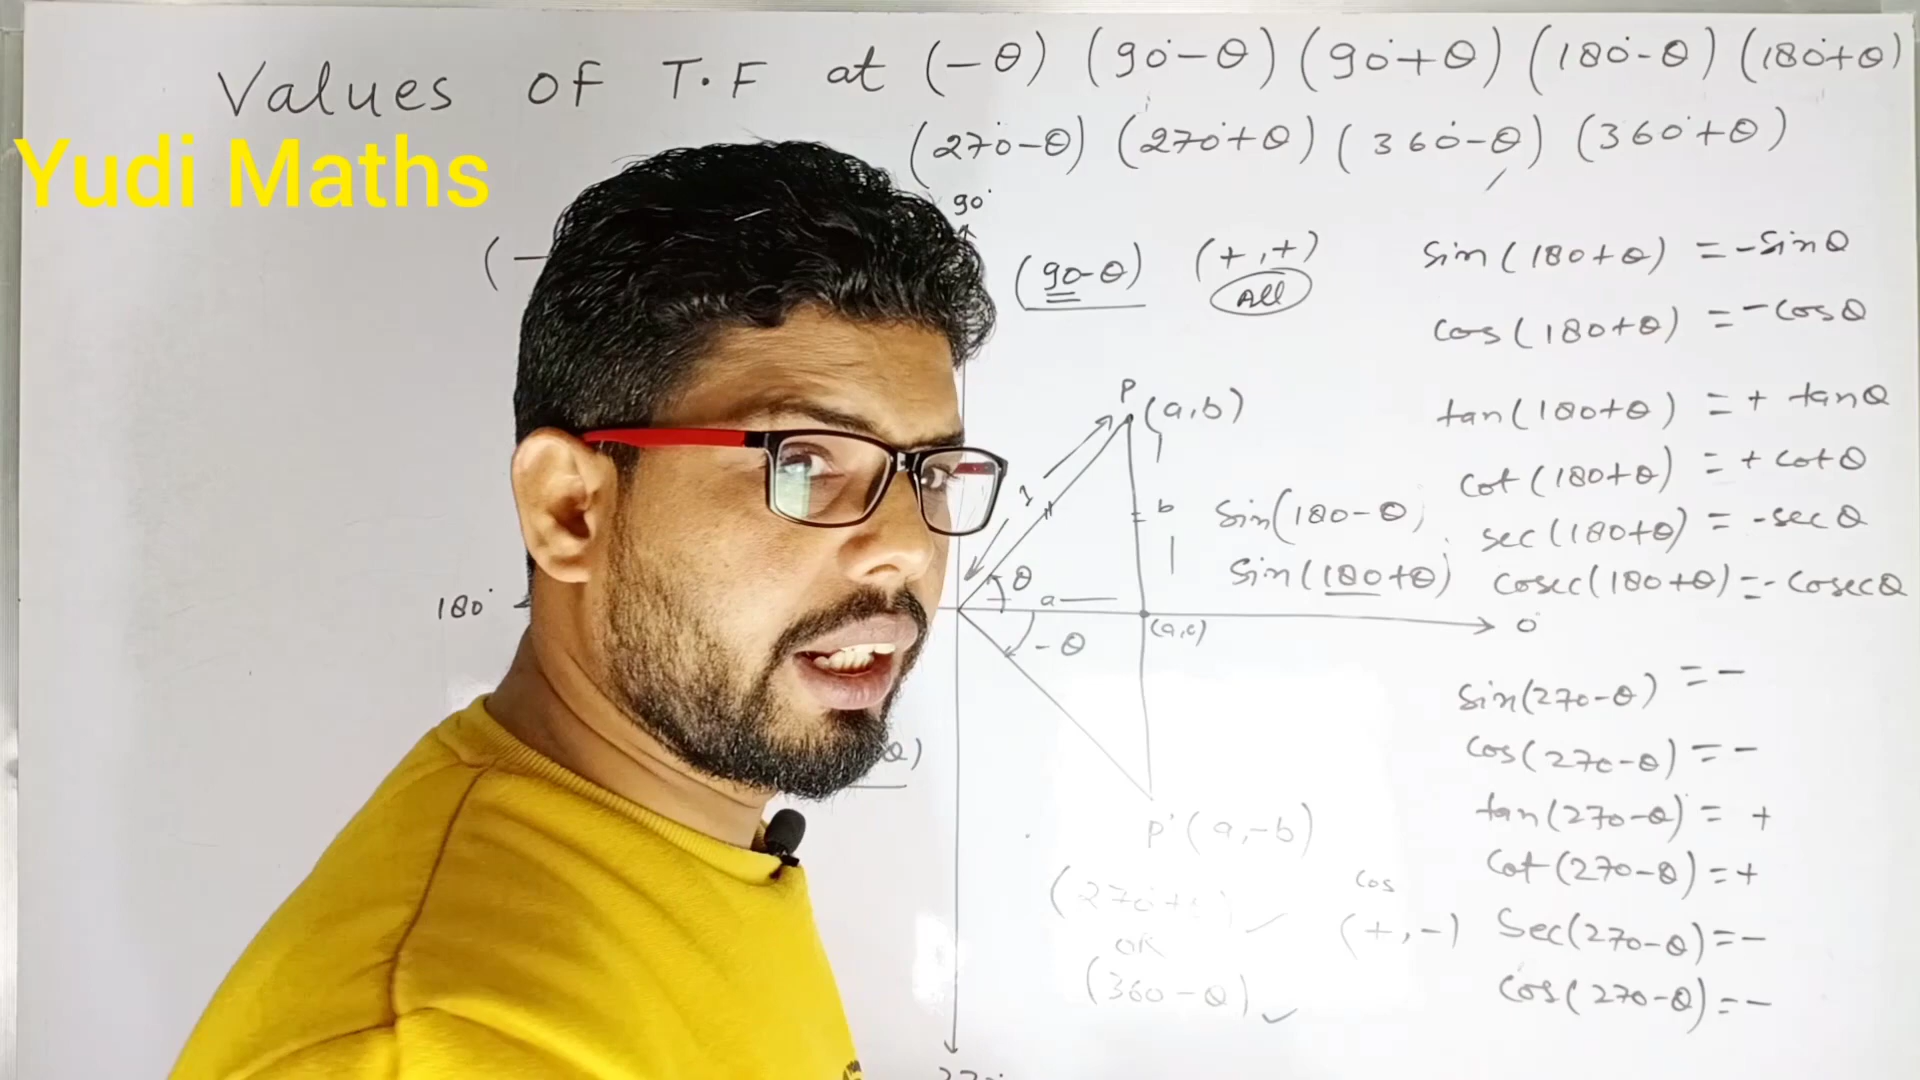 Values of T.F at (-θ) (90°-θ) (90°+θ) (180°-θ) (180°+θ)
(270°-θ) (270°+θ) (360°-θ) (360°+θ)
Yudi Maths
90°
(-
(90-θ)
(+,+)
All
sin(180+θ) = -sinθ
cos(180+θ) = -cosθ
tan(180+θ) = + tanθ
cot(180+θ) = + cotθ
sec(180+θ) = -secθ
cosec(180+θ) = -cosecθ
P (a,b)
1
b
sin(180-θ)
sin(180+θ)
θ
a
180°
0°
(a,0)
-θ
sin(270-θ) = -
cos(270-θ) = -
tan(270-θ) = +
cot(270-θ) = +
sec(270-θ) = -
cos(270-θ) = -
θ)
P'(a,-b)
(270+
OR
(360-θ)
cos
(+,-)